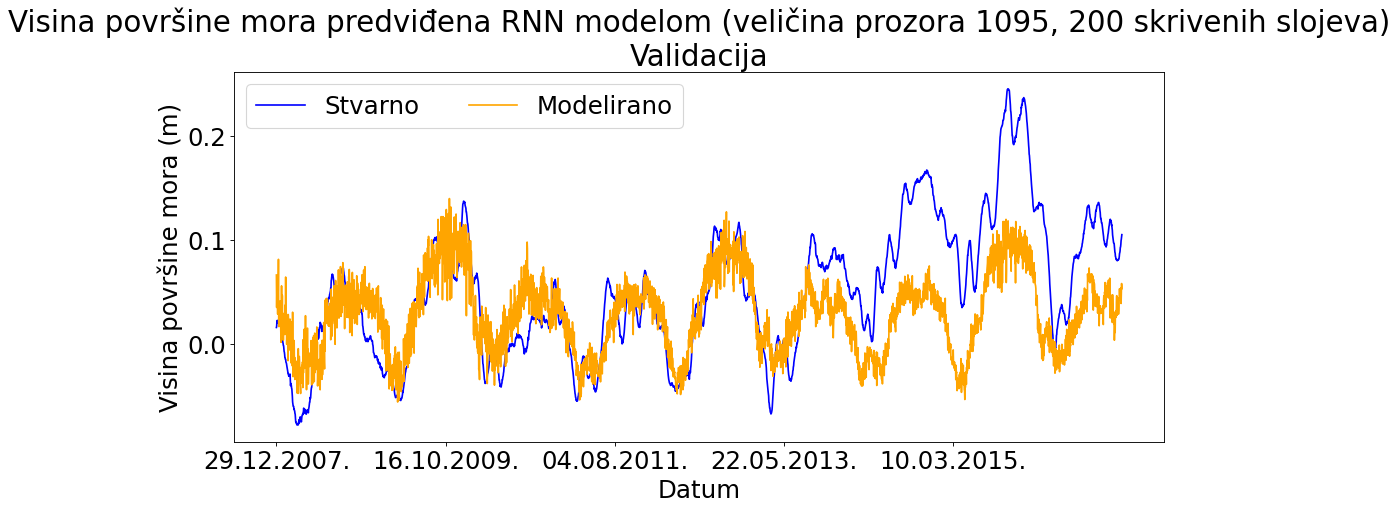 Visina površine mora predviđena RNN modelom (veličina prozora 1095, 200 skrivenih slojeva)
Validacija
Stvarno
Modelirano
Visina površine mora (m)
0.2
0.1
0.0
29.12.2007.
16.10.2009.
04.08.2011.
22.05.2013.
10.03.2015.
Datum